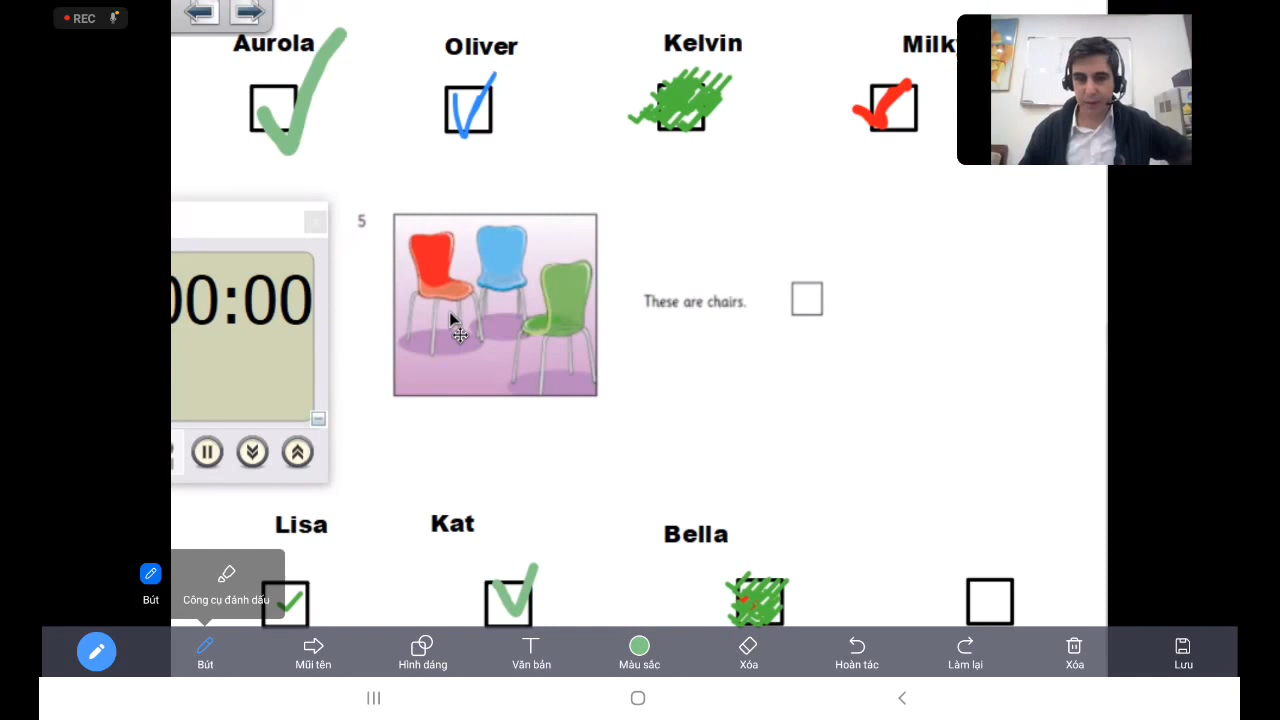 REC
Aurola
Oliver
Kelvin
Milky
5
00:00
These are chairs.
Lisa
Kat
Bella
Bút
Công cụ đánh dấu
Bút
Mũi tên
Hình dáng
Văn bản
Màu sắc
Xóa
Hoàn tác
Làm lại
Xóa
Lưu